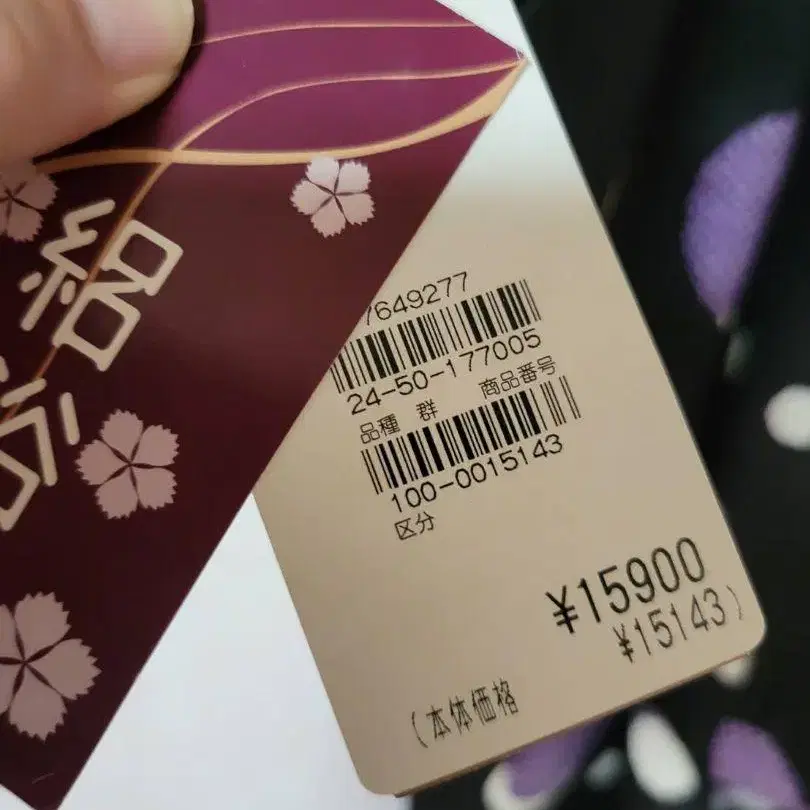 絽
7649277
24-50-177005
品種 群 商品番号
100-0015143
区分
¥15900
(本体価格 ¥15143)